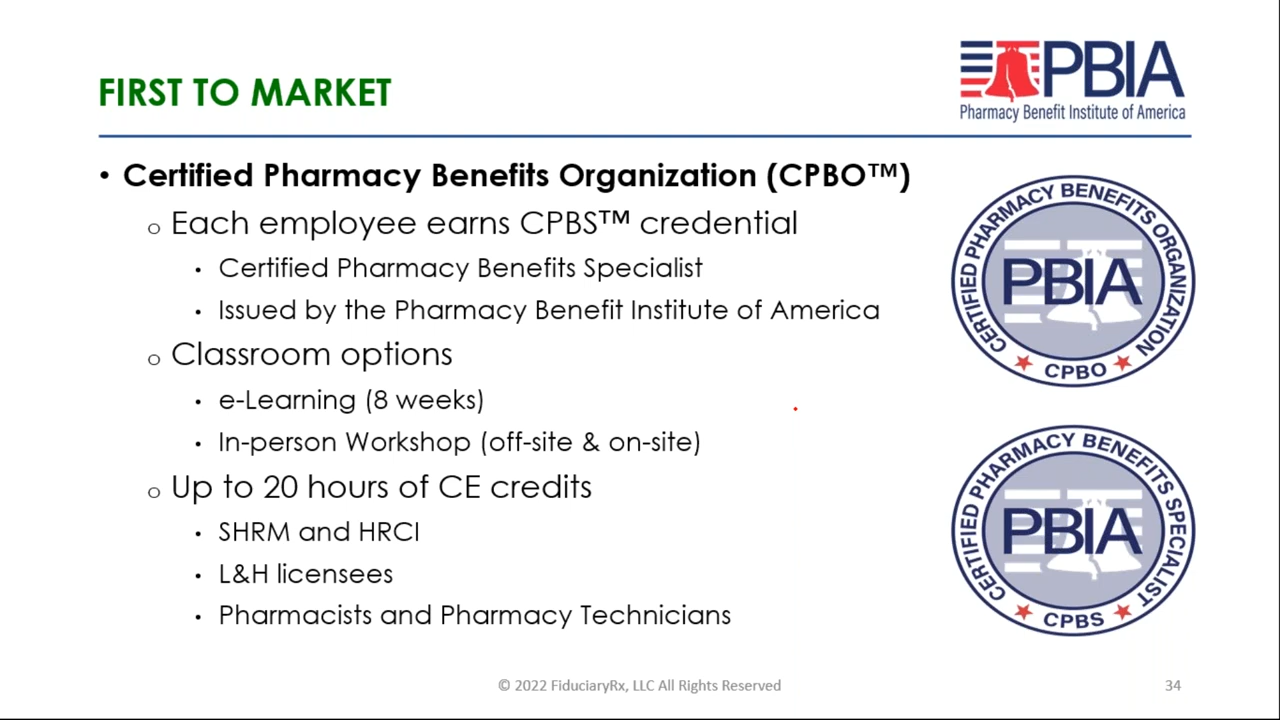 FIRST TO MARKET
PBIA
Pharmacy Benefit Institute of America
• Certified Pharmacy Benefits Organization (CPBO™)
o Each employee earns CPBS™ credential
• Certified Pharmacy Benefits Specialist
• Issued by the Pharmacy Benefit Institute of America
o Classroom options
• e-Learning (8 weeks)
• In-person Workshop (off-site & on-site)
o Up to 20 hours of CE credits
• SHRM and HRCI
• L&H licensees
• Pharmacists and Pharmacy Technicians
CERTIFIED PHARMACY BENEFITS ORGANIZATION
PBIA
CPBO
CERTIFIED PHARMACY BENEFITS SPECIALIST
PBIA
CPBS
© 2022 FiduciaryRx, LLC All Rights Reserved
34